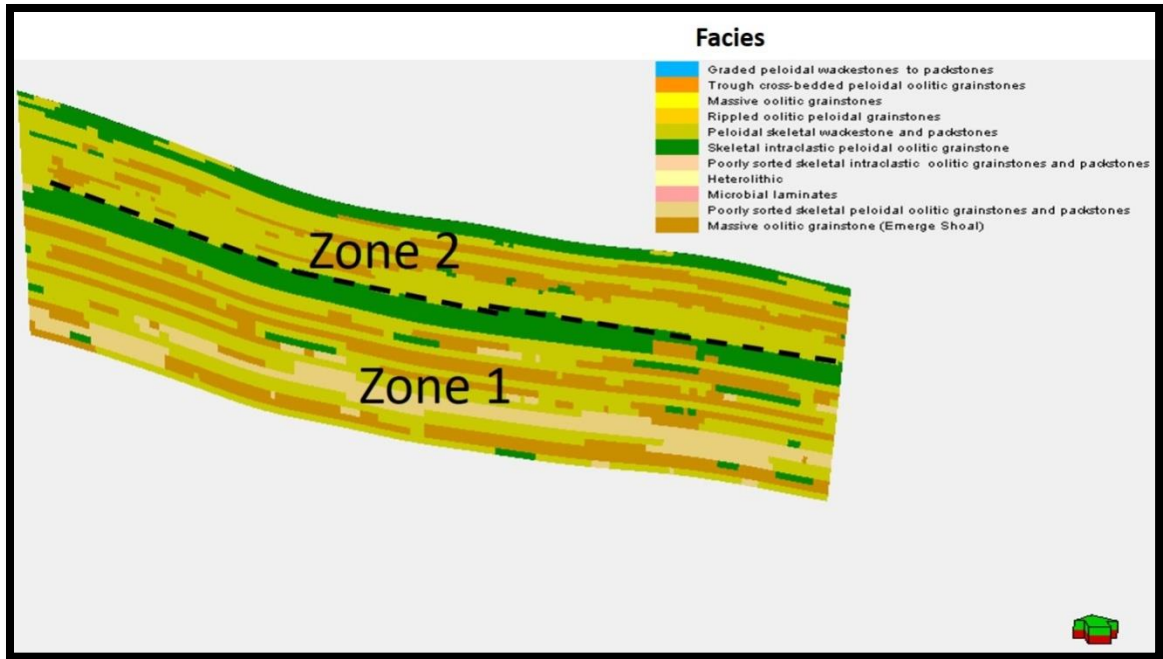 Facies
Graded peloidal wackestones to packstones
Trough cross-bedded peloidal oolitic grainstones
Massive oolitic grainstones
Rippled oolitic peloidal grainstones
Peloidal skeletal wackestone and packstones
Skeletal intraclastic peloidal oolitic grainstone
Poorly sorted skeletal intraclastic oolitic grainstones and packstones
Heterolithic
Microbial laminates
Poorly sorted skeletal peloidal oolitic grainstones and packstones
Massive oolitic grainstone (Emerge Shoal)
Zone 2
Zone 1